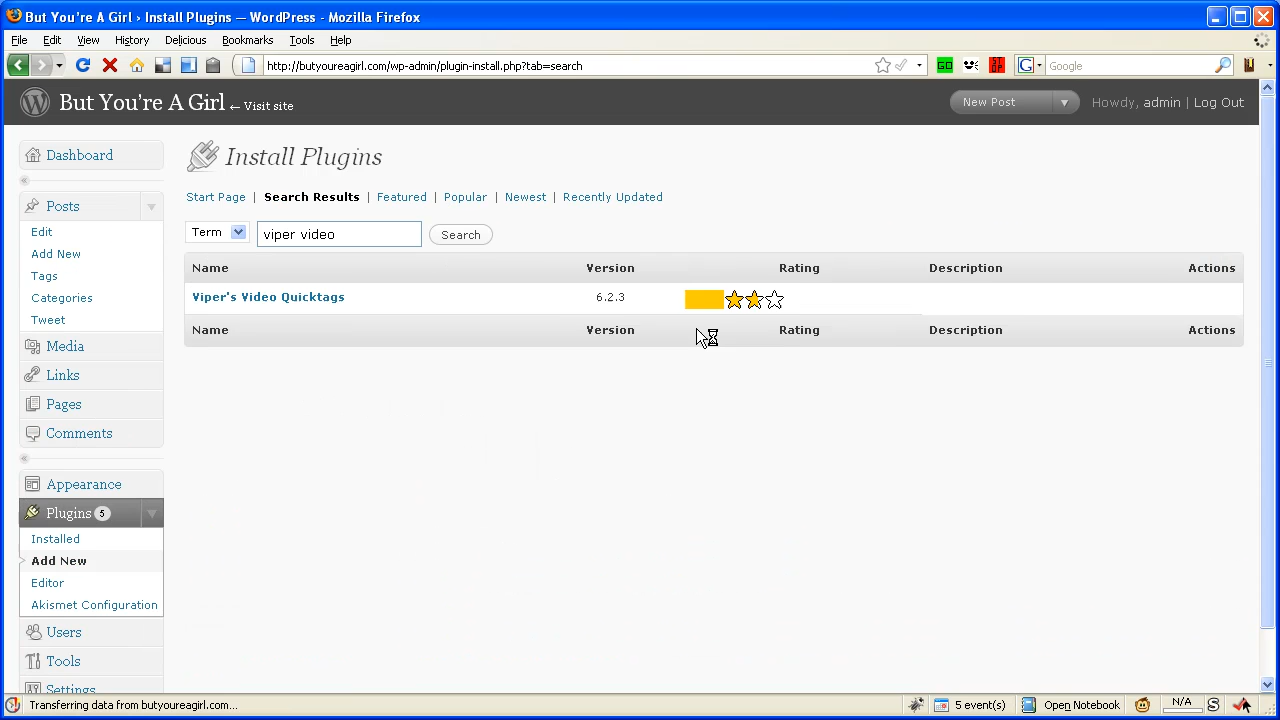 But You're A Girl › Install Plugins — WordPress - Mozilla Firefox
File Edit View History Delicious Bookmarks Tools Help
http://butyoureagirl.com/wp-admin/plugin-install.php?tab=search
GO
G Google
But You're A Girl ← Visit site
New Post
Howdy, admin | Log Out
Dashboard
Posts
Edit
Add New
Tags
Categories
Tweet
Media
Links
Pages
Comments
Appearance
Plugins 5
Installed
Add New
Editor
Akismet Configuration
Users
Tools
Settings
Install Plugins
Start Page | Search Results | Featured | Popular | Newest | Recently Updated
Term viper video Search
Name Version Rating Description Actions
Viper's Video Quicktags 6.2.3
Name Version Rating Description Actions
Transferring data from butyoureagirl.com...
5 event(s)
Open Notebook
N/A
S